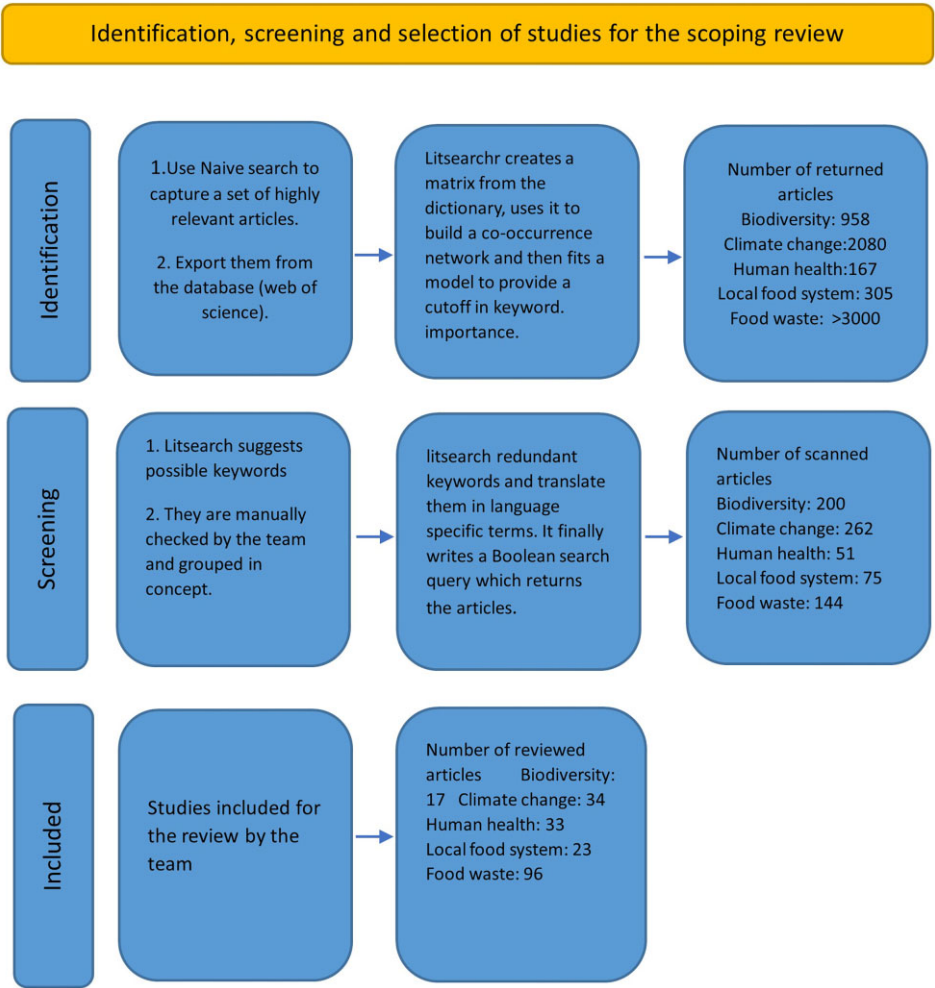 Identification, screening and selection of studies for the scoping review
Identification
1.Use Naive search to
capture a set of highly
relevant articles.
2. Export them from
the database (web of
science).
Litsearchr creates a
matrix from the
dictionary, uses it to
build a co-occurrence
network and then fits a
model to provide a
cutoff in keyword.
importance.
Number of returned
articles
Biodiversity: 958
Climate change:2080
Human health:167
Local food system: 305
Food waste: >3000
Screening
1. Litsearch suggests
possible keywords
2. They are manually
checked by the team
and grouped in
concept.
litsearch redundant
keywords and translate
them in language
specific terms. It finally
writes a Boolean search
query which returns
the articles.
Number of scanned
articles
Biodiversity: 200
Climate change: 262
Human health: 51
Local food system: 75
Food waste: 144
Included
Studies included for
the review by the
team
Number of reviewed
articles Biodiversity:
17 Climate change: 34
Human health: 33
Local food system: 23
Food waste: 96